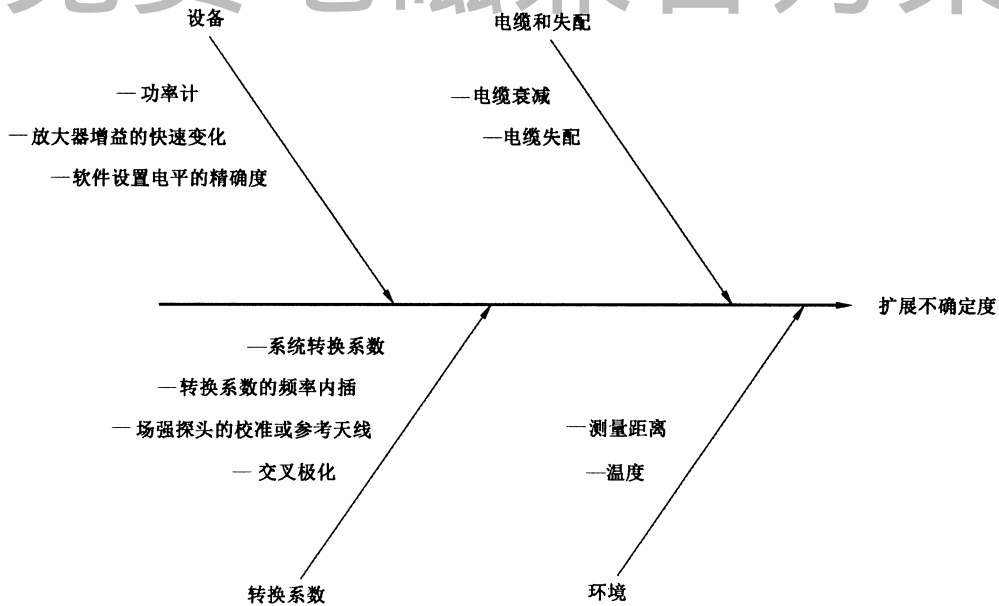 设备
电缆和失配
—功率计
—放大器增益的快速变化
—软件设置电平的精确度
—电缆衰减
—电缆失配
扩展不确定度
—系统转换系数
—转换系数的频率内插
—场强探头的校准或参考天线
—交叉极化
—测量距离
—温度
转换系数
环境